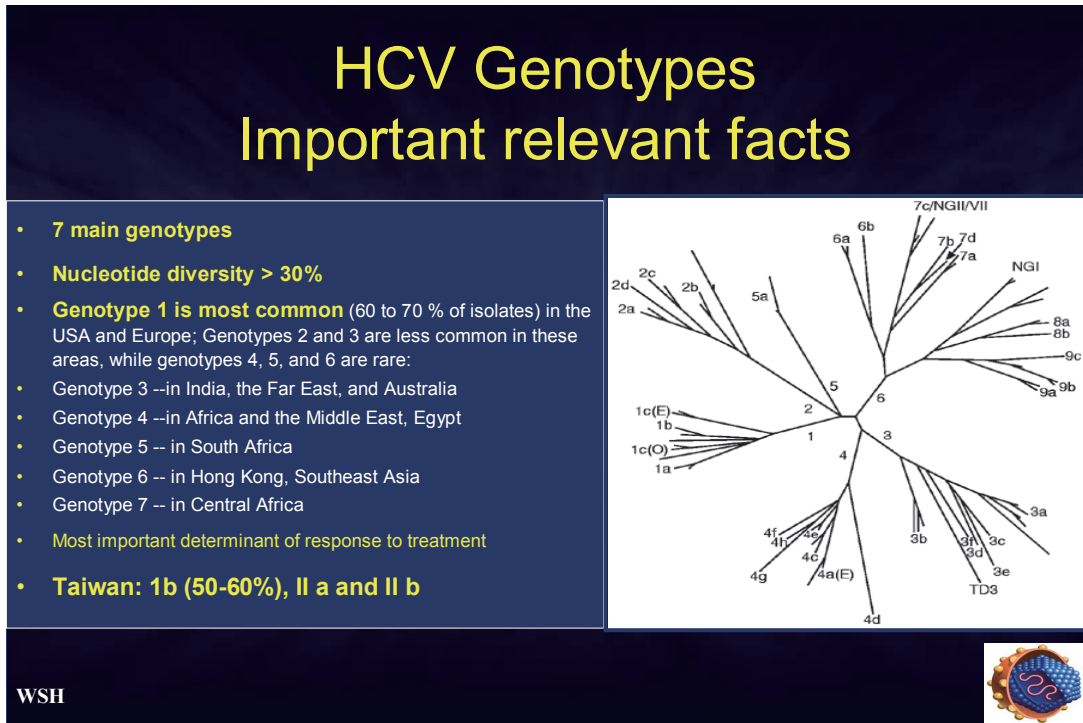 HCV Genotypes
Important relevant facts
• 7 main genotypes
• Nucleotide diversity > 30%
• Genotype 1 is most common (60 to 70 % of isolates) in the
USA and Europe; Genotypes 2 and 3 are less common in these
areas, while genotypes 4, 5, and 6 are rare:
• Genotype 3 --in India, the Far East, and Australia
• Genotype 4 --in Africa and the Middle East, Egypt
• Genotype 5 -- in South Africa
• Genotype 6 -- in Hong Kong, Southeast Asia
• Genotype 7 -- in Central Africa
• Most important determinant of response to treatment
• Taiwan: 1b (50-60%), II a and II b
7c/NGII/VII
6b
6a
7b
7d
7a
NGI
2c
2d
2b
2a
5a
8a
8b
9c
9b
9a
5
6
2
1c(E)
1b
1
3
1c(O)
1a
4
3a
4f
4e
4h
4c
4g
4a(E)
3b
3f
3c
3d
3e
TD3
4d
WSH